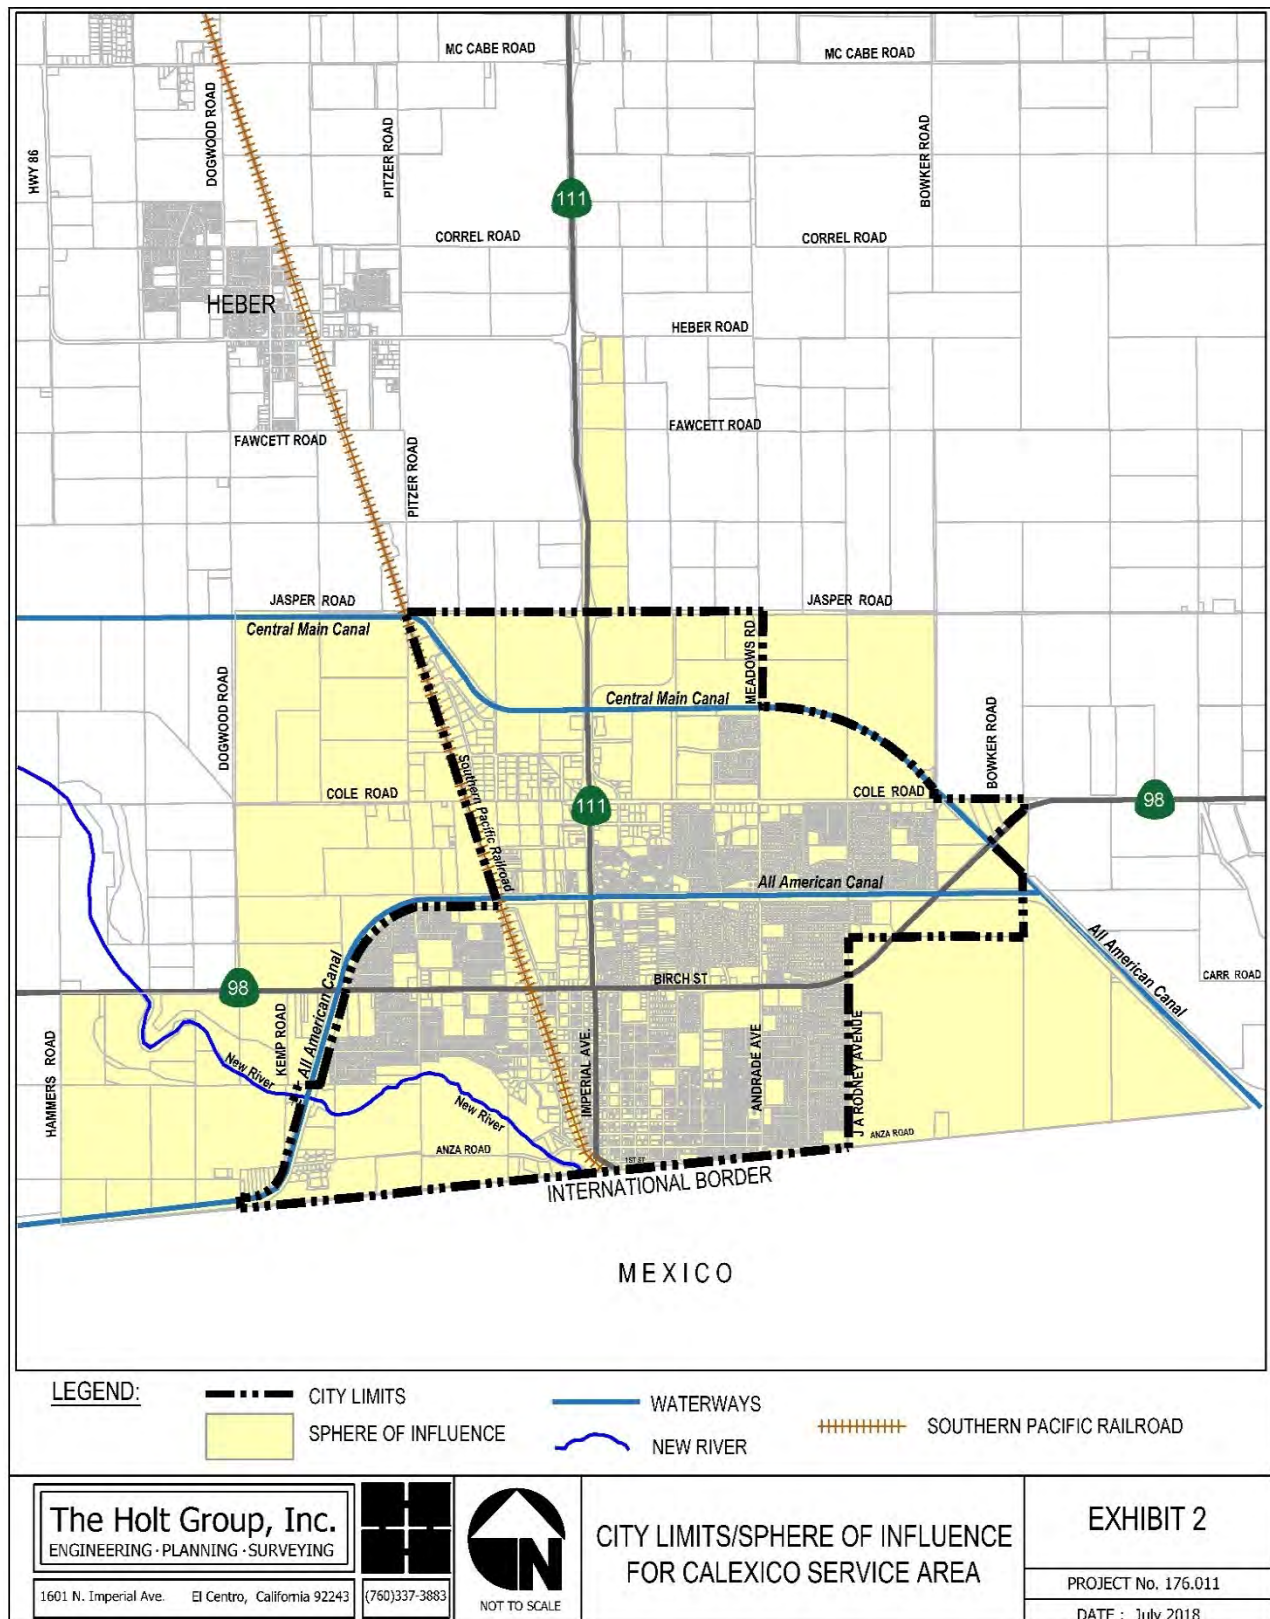 MC CABE ROAD
MC CABE ROAD
HWY 86
DOGWOOD ROAD
PITZER ROAD
BOWKER ROAD
111
CORREL ROAD
CORREL ROAD
HEBER
HEBER ROAD
FAWCETT ROAD
FAWCETT ROAD
PITZER ROAD
JASPER ROAD
JASPER ROAD
Central Main Canal
MEADOWS RD
Central Main Canal
DOGWOOD ROAD
BOWKER ROAD
Southern Pacific Railroad
COLE ROAD
COLE ROAD
111
98
All American Canal
All American Canal
All American Canal
CARR ROAD
98
BIRCH ST
HAMMERS ROAD
KEMP ROAD
New River
New River
IMPERIAL AVE.
ANDRADE AVE
J A RODNEY AVENUE
ANZA ROAD
ANZA ROAD
1ST ST
INTERNATIONAL BORDER
MEXICO
LEGEND:
CITY LIMITS
SPHERE OF INFLUENCE
WATERWAYS
NEW RIVER
SOUTHERN PACIFIC RAILROAD
The Holt Group, Inc.
ENGINEERING · PLANNING · SURVEYING
1601 N. Imperial Ave. El Centro, California 92243
(760)337-3883
N
NOT TO SCALE
CITY LIMITS/SPHERE OF INFLUENCE
FOR CALEXICO SERVICE AREA
EXHIBIT 2
PROJECT No. 176.011
DATE : July 2018